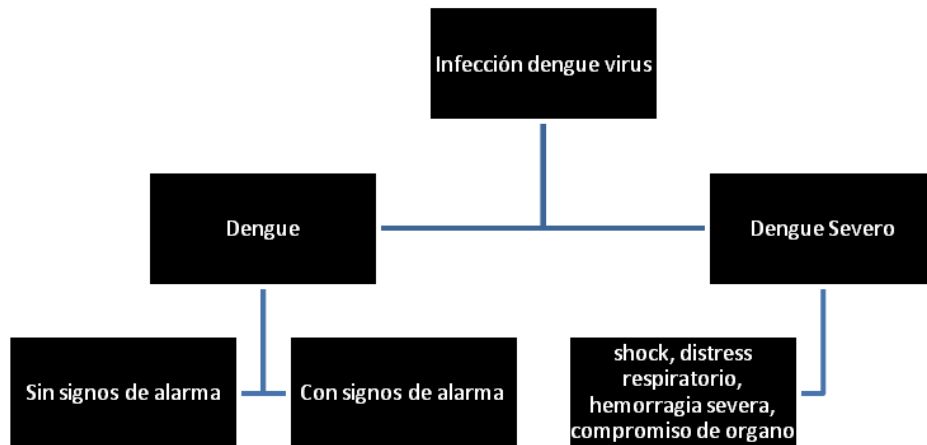 Infección dengue virus
Dengue
Dengue Severo
Sin signos de alarma
Con signos de alarma
shock, distress
respiratorio,
hemorragia severa,
compromiso de organo